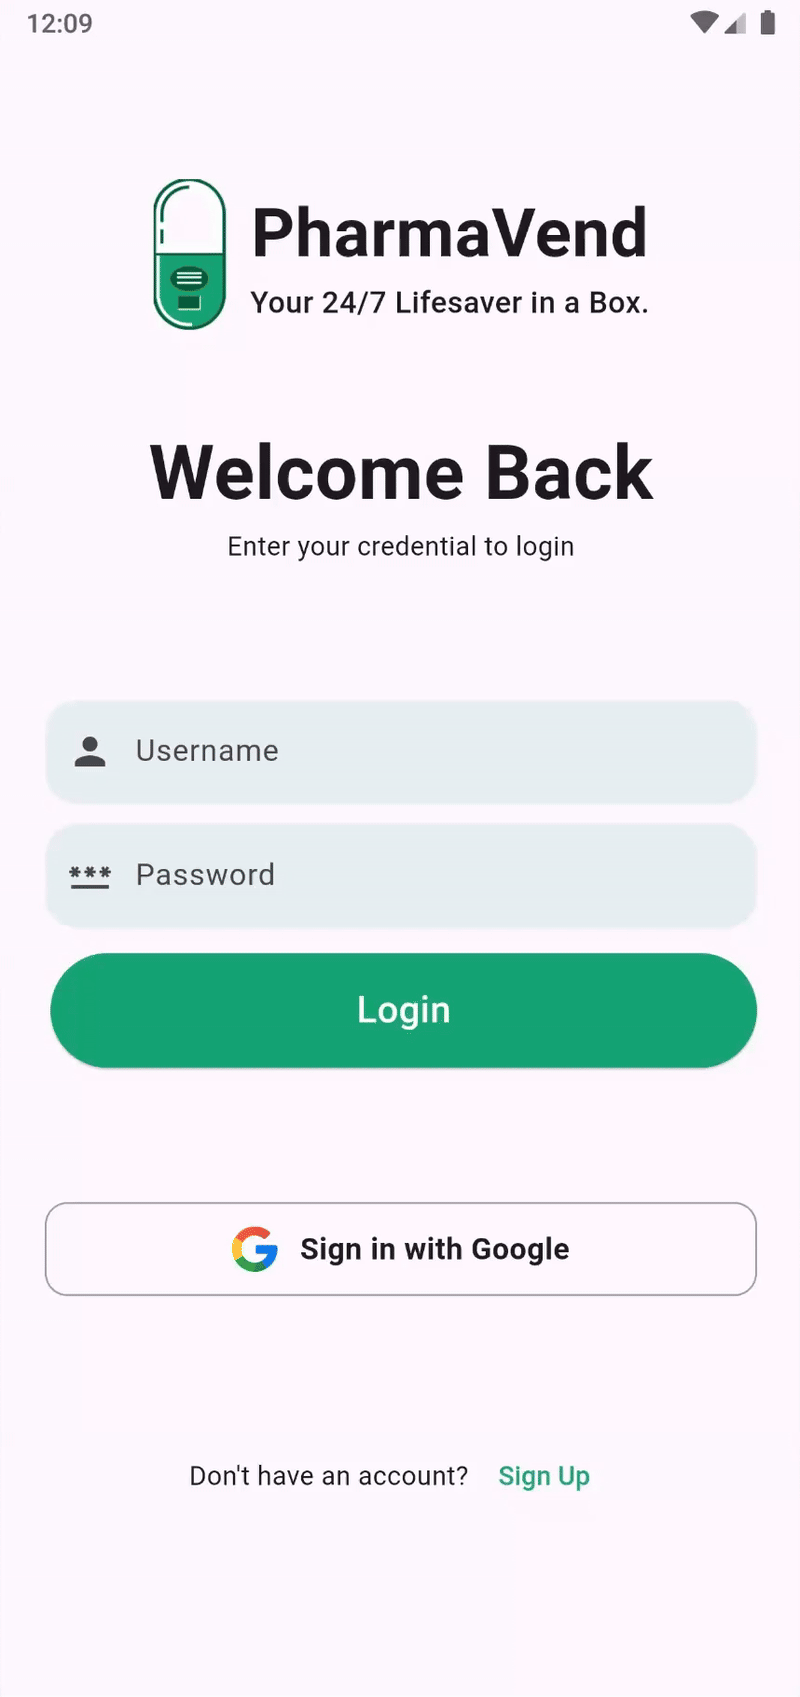 12:09
PharmaVend
Your 24/7 Lifesaver in a Box.
Welcome Back
Enter your credential to login
Username
*** Password
Login
Sign in with Google
Don't have an account? Sign Up